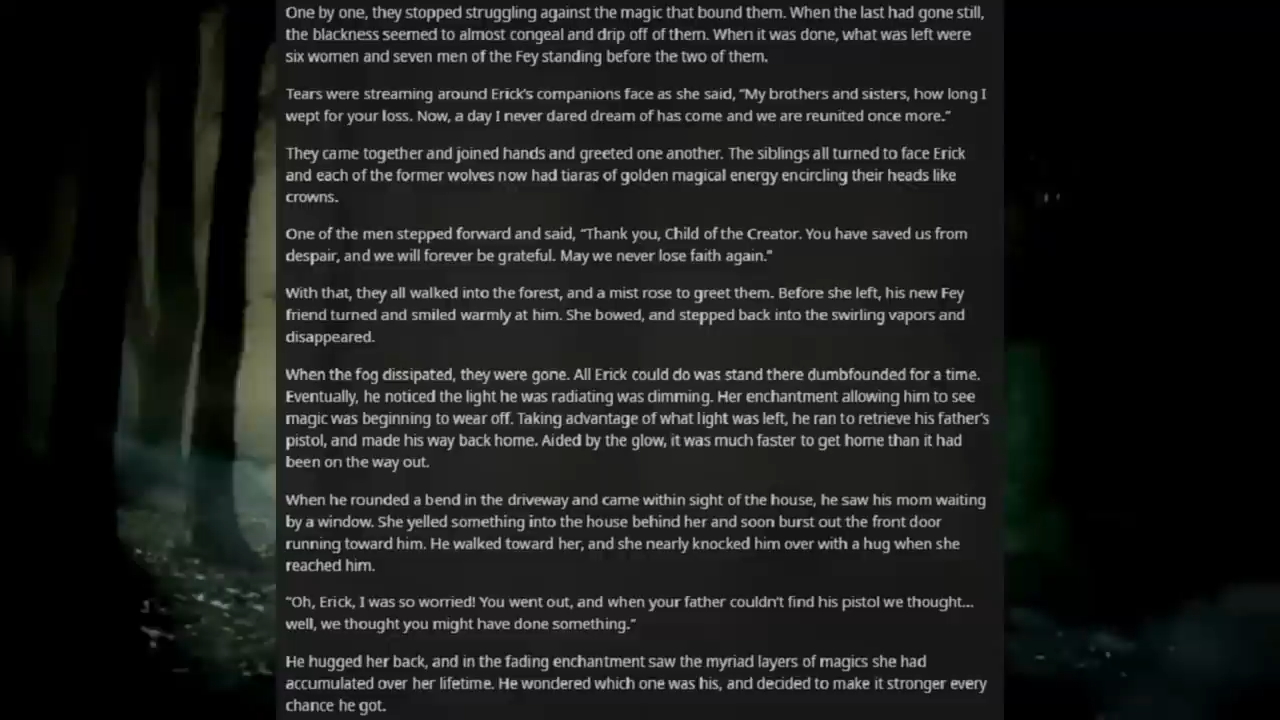 One by one, they stopped struggling against the magic that bound them. When the last had gone still,
the blackness seemed to almost congeal and drip off of them. When it was done, what was left were
six women and seven men of the Fey standing before the two of them.
Tears were streaming around Erick's companions face as she said, “My brothers and sisters, how long I
wept for your loss. Now, a day I never dared dream of has come and we are reunited once more.”
They came together and joined hands and greeted one another. The siblings all turned to face Erick
and each of the former wolves now had tiaras of golden magical energy encircling their heads like
crowns.
One of the men stepped forward and said, “Thank you, Child of the Creator. You have saved us from
despair, and we will forever be grateful. May we never lose faith again.”
With that, they all walked into the forest, and a mist rose to greet them. Before she left, his new Fey
friend turned and smiled warmly at him. She bowed, and stepped back into the swirling vapors and
disappeared.
When the fog dissipated, they were gone. All Erick could do was stand there dumbfounded for a time.
Eventually, he noticed the light he was radiating was dimming. Her enchantment allowing him to see
magic was beginning to wear off. Taking advantage of what light was left, he ran to retrieve his father's
pistol, and made his way back home. Aided by the glow, it was much faster to get home than it had
been on the way out.
When he rounded a bend in the driveway and came within sight of the house, he saw his mom waiting
by a window. She yelled something into the house behind her and soon burst out the front door
running toward him. He walked toward her, and she nearly knocked him over with a hug when she
reached him.
“Oh, Erick, I was so worried! You went out, and when your father couldn't find his pistol we thought...
well, we thought you might have done something.”
He hugged her back, and in the fading enchantment saw the myriad layers of magics she had
accumulated over her lifetime. He wondered which one was his, and decided to make it stronger every
chance he got.